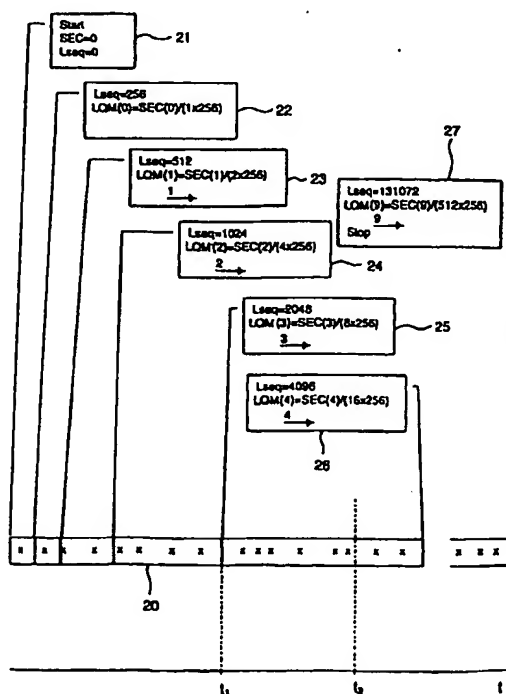 Start
SEC=0
Lseq=0
21
Lseq=256
LOM(0)=SEC(0)/(1x256)
22
Lseq=512
LOM(1)=SEC(1)/(2x256)
1
23
27
Lseq=131072
LOM(9)=SEC(9)/(512x256)
9
Stop
Lseq=1024
LOM(2)=SEC(2)/(4x256)
2
24
Lseq=2048
LOM(3)=SEC(3)/(8x256)
3
25
Lseq=4096
LOM(4)=SEC(4)/(16x256)
4
26
x x x x x x x x x x x x x x x x x x x
20
t₁ t₂ t